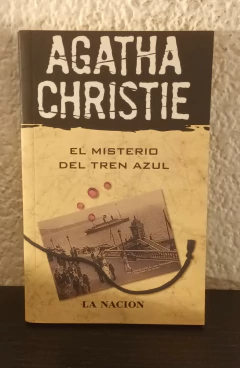 AGATHA
CHRISTIE
EL MISTERIO
DEL TREN AZUL
LA NACION